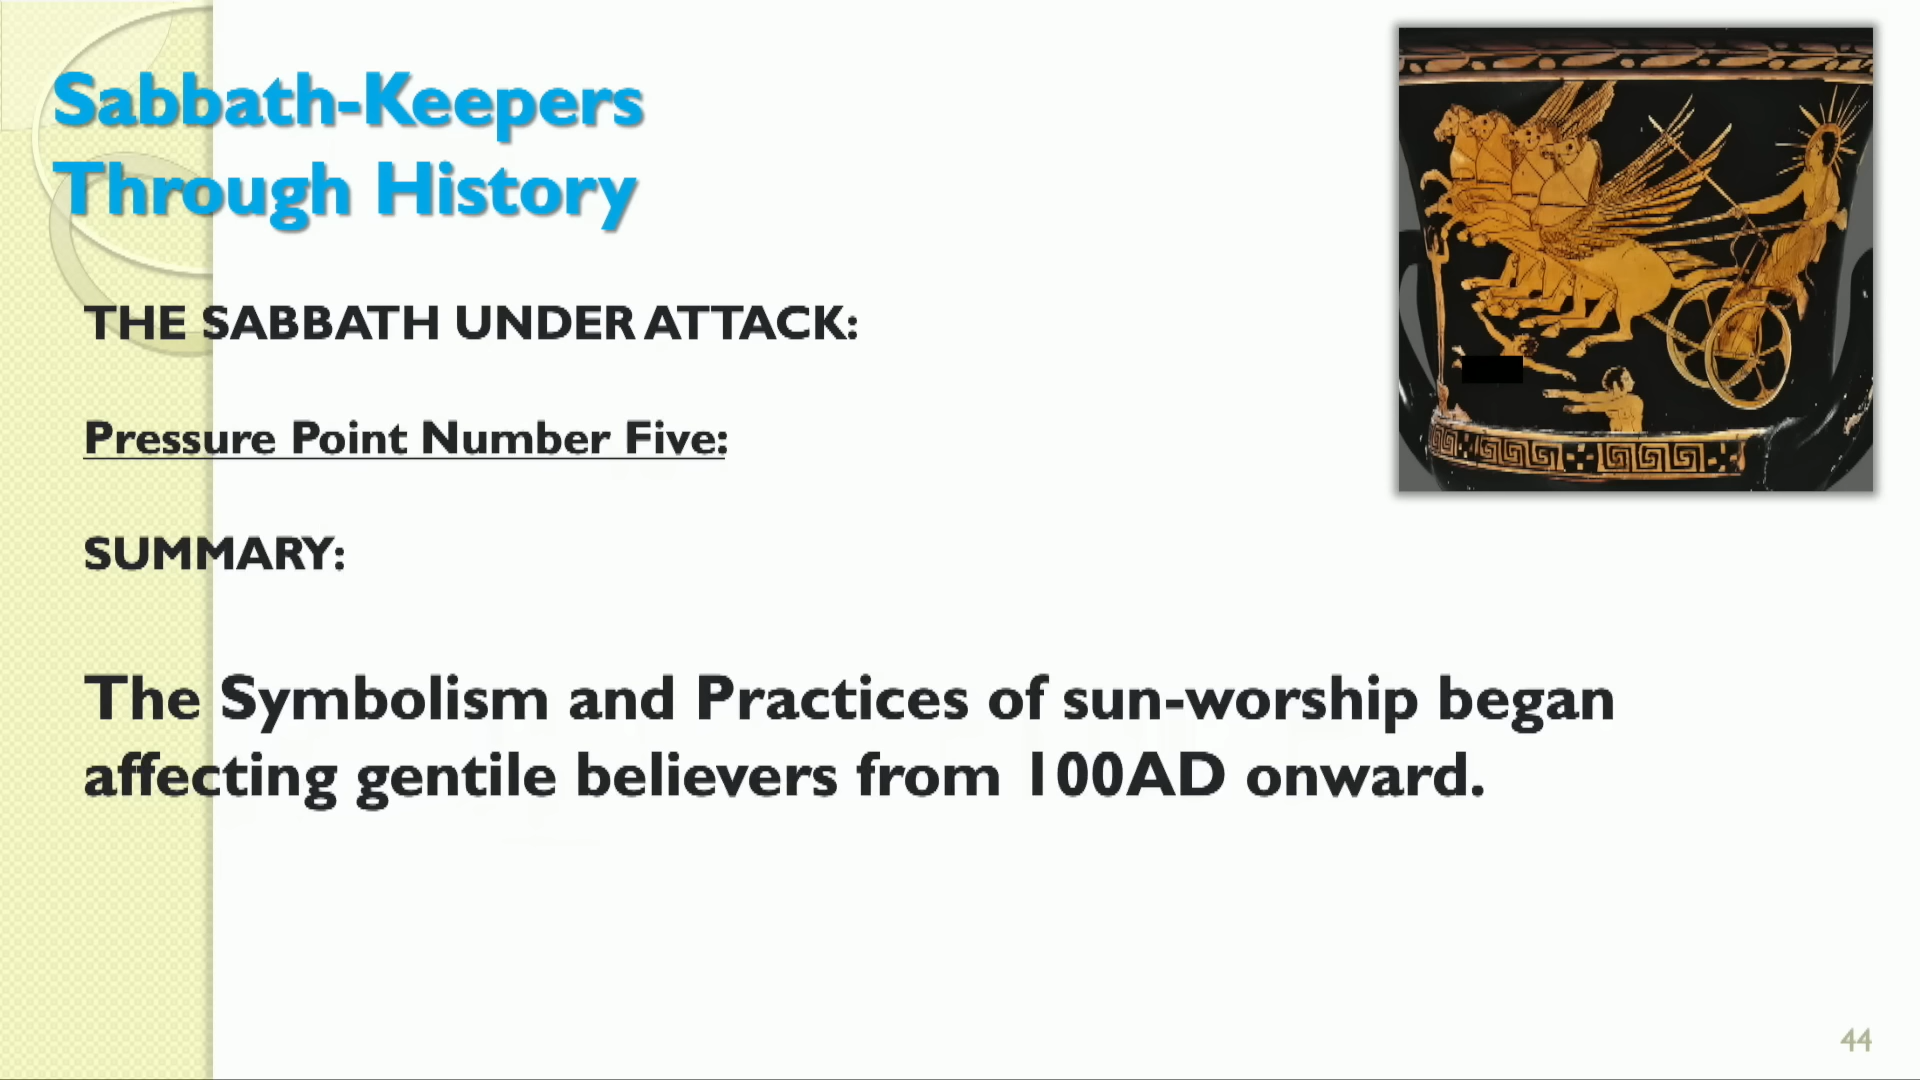 Sabbath-Keepers
Through History
THE SABBATH UNDER ATTACK:
Pressure Point Number Five:
SUMMARY:
The Symbolism and Practices of sun-worship began
affecting gentile believers from 100AD onward.
44